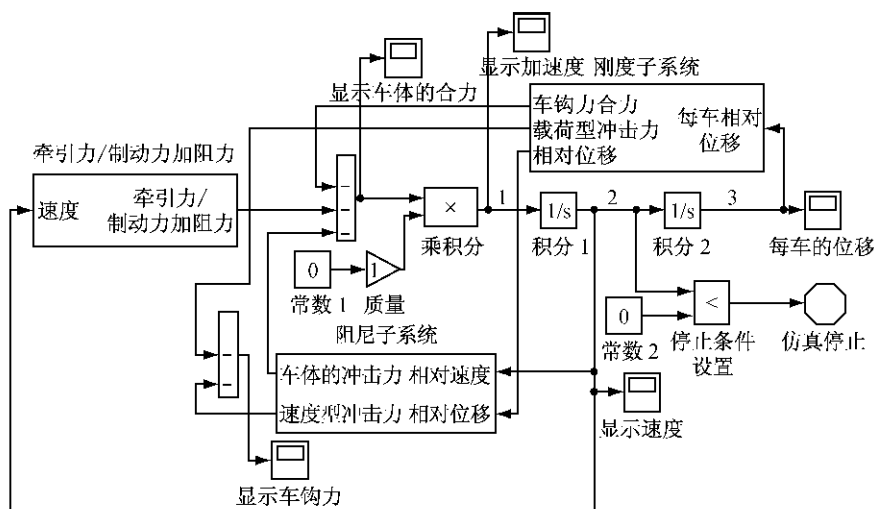 显示车体的合力
显示加速度
刚度子系统
车钩力合力
载荷型冲击力
相对位移
每车相对
位移
牵引力/制动力加阻力
速度
牵引力/
制动力加阻力
−
−
−
×
乘积分
1
1/s
积分 1
2
1/s
积分 2
3
每车的位移
0
常数 1
1
质量
0
常数 2
<
停止条件
设置
仿真停止
阻尼子系统
车体的冲击力 相对速度
速度型冲击力 相对位移
−
−
显示速度
显示车钩力